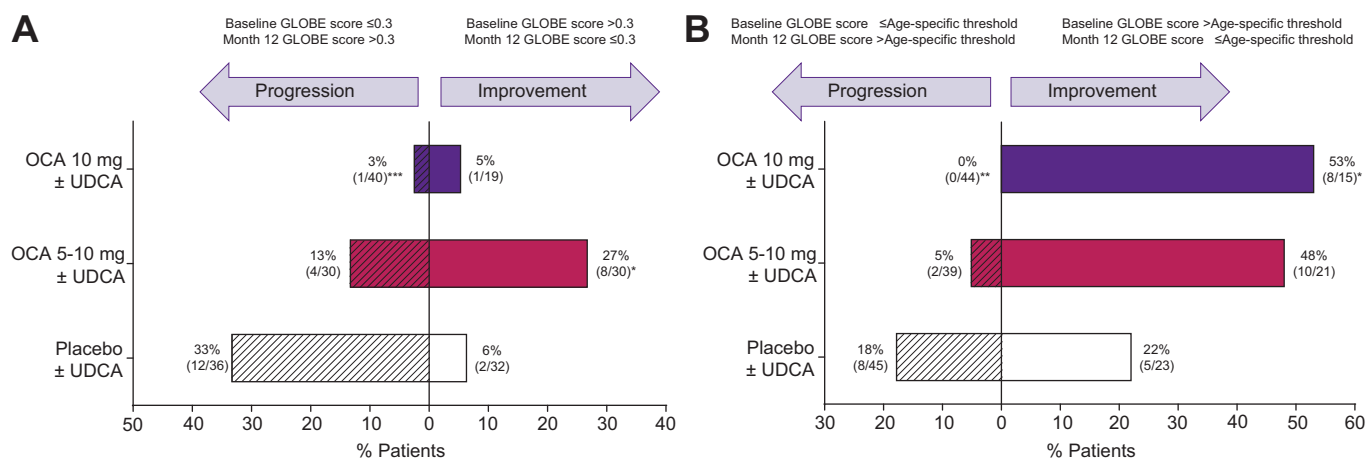 A
Baseline GLOBE score ≤0.3
Month 12 GLOBE score >0.3
Baseline GLOBE score >0.3
Month 12 GLOBE score ≤0.3
Progression
Improvement
OCA 10 mg
± UDCA
3%
(1/40)***
5%
(1/19)
OCA 5-10 mg
± UDCA
13%
(4/30)
27%
(8/30)*
Placebo
± UDCA
33%
(12/36)
6%
(2/32)
50 40 30 20 10 0 10 20 30 40
% Patients
B
Baseline GLOBE score ≤Age-specific threshold
Month 12 GLOBE score >Age-specific threshold
Baseline GLOBE score >Age-specific threshold
Month 12 GLOBE score ≤Age-specific threshold
Progression
Improvement
OCA 10 mg
± UDCA
0%
(0/44)**
53%
(8/15)*
OCA 5-10 mg
± UDCA
5%
(2/39)
48%
(10/21)
Placebo
± UDCA
18%
(8/45)
22%
(5/23)
30 20 10 0 10 20 30 40 50 60
% Patients